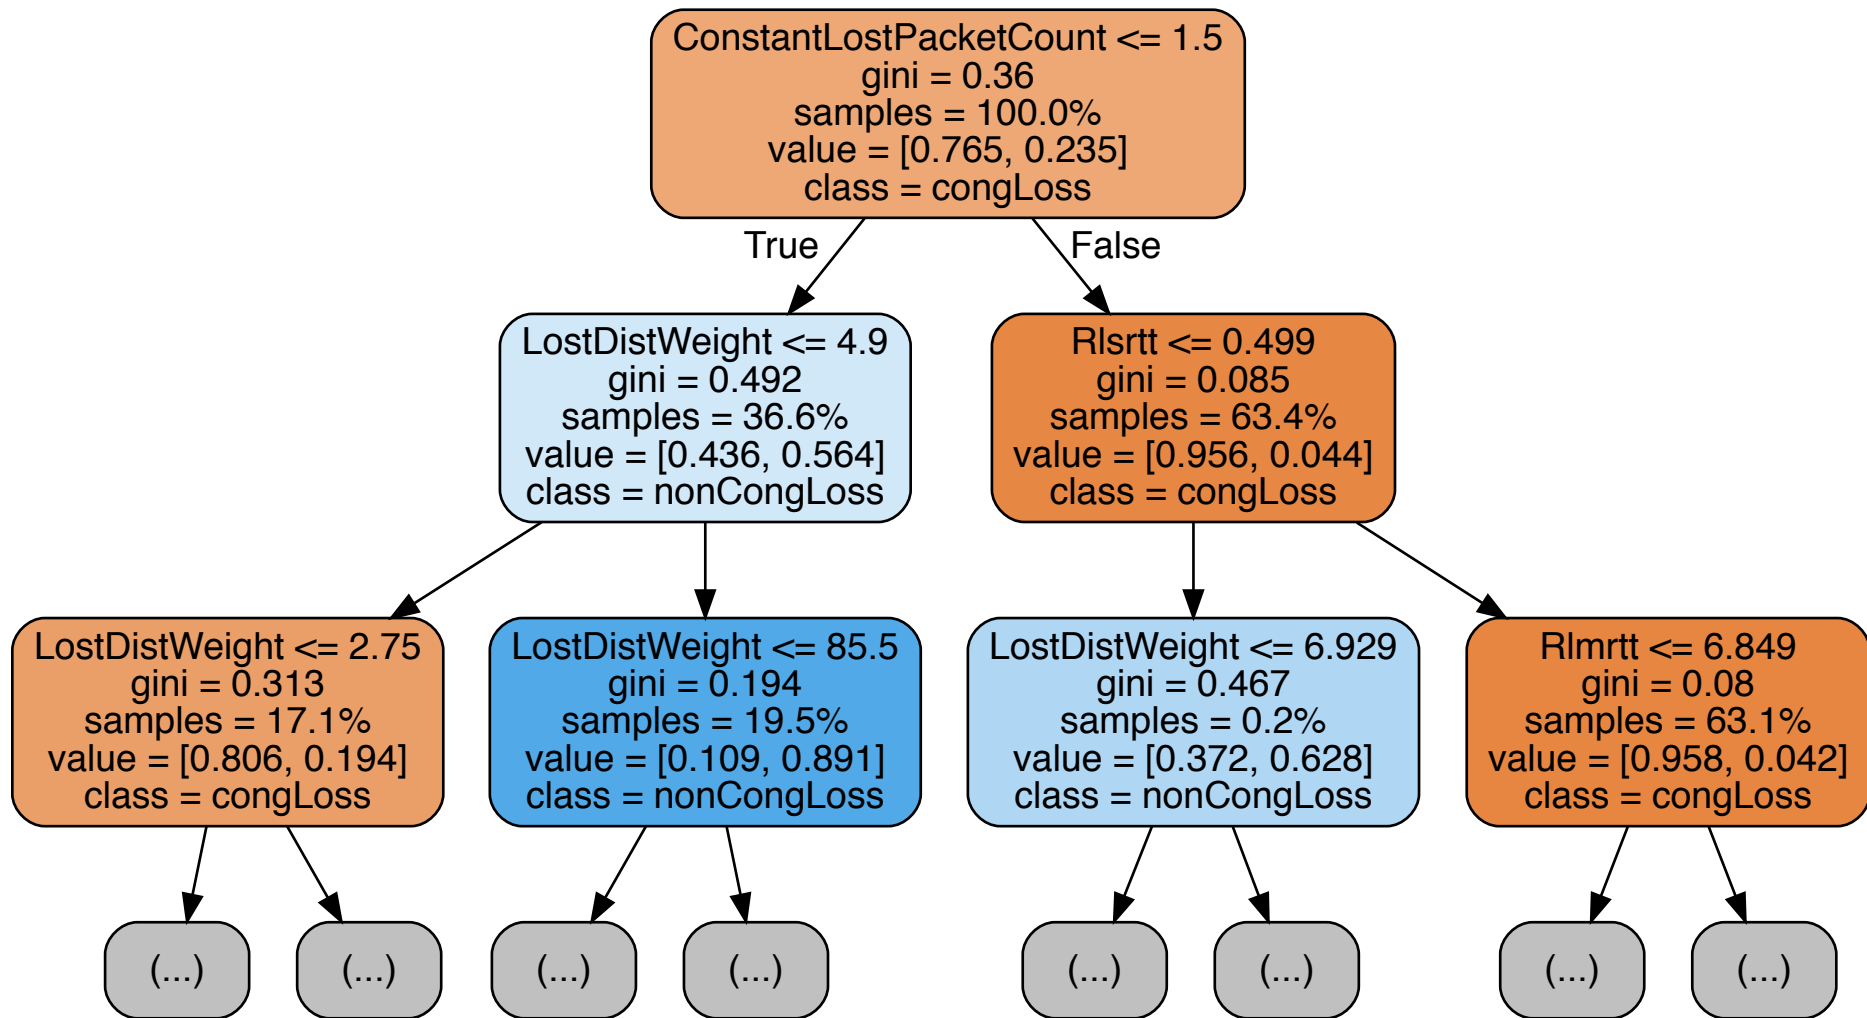 ConstantLostPacketCount <= 1.5
gini = 0.36
samples = 100.0%
value = [0.765, 0.235]
class = congLoss
True
False
LostDistWeight <= 4.9
gini = 0.492
samples = 36.6%
value = [0.436, 0.564]
class = nonCongLoss
Rlsrtt <= 0.499
gini = 0.085
samples = 63.4%
value = [0.956, 0.044]
class = congLoss
LostDistWeight <= 2.75
gini = 0.313
samples = 17.1%
value = [0.806, 0.194]
class = congLoss
LostDistWeight <= 85.5
gini = 0.194
samples = 19.5%
value = [0.109, 0.891]
class = nonCongLoss
LostDistWeight <= 6.929
gini = 0.467
samples = 0.2%
value = [0.372, 0.628]
class = nonCongLoss
Rlmrtt <= 6.849
gini = 0.08
samples = 63.1%
value = [0.958, 0.042]
class = congLoss
(...)
(...)
(...)
(...)
(...)
(...)
(...)
(...)